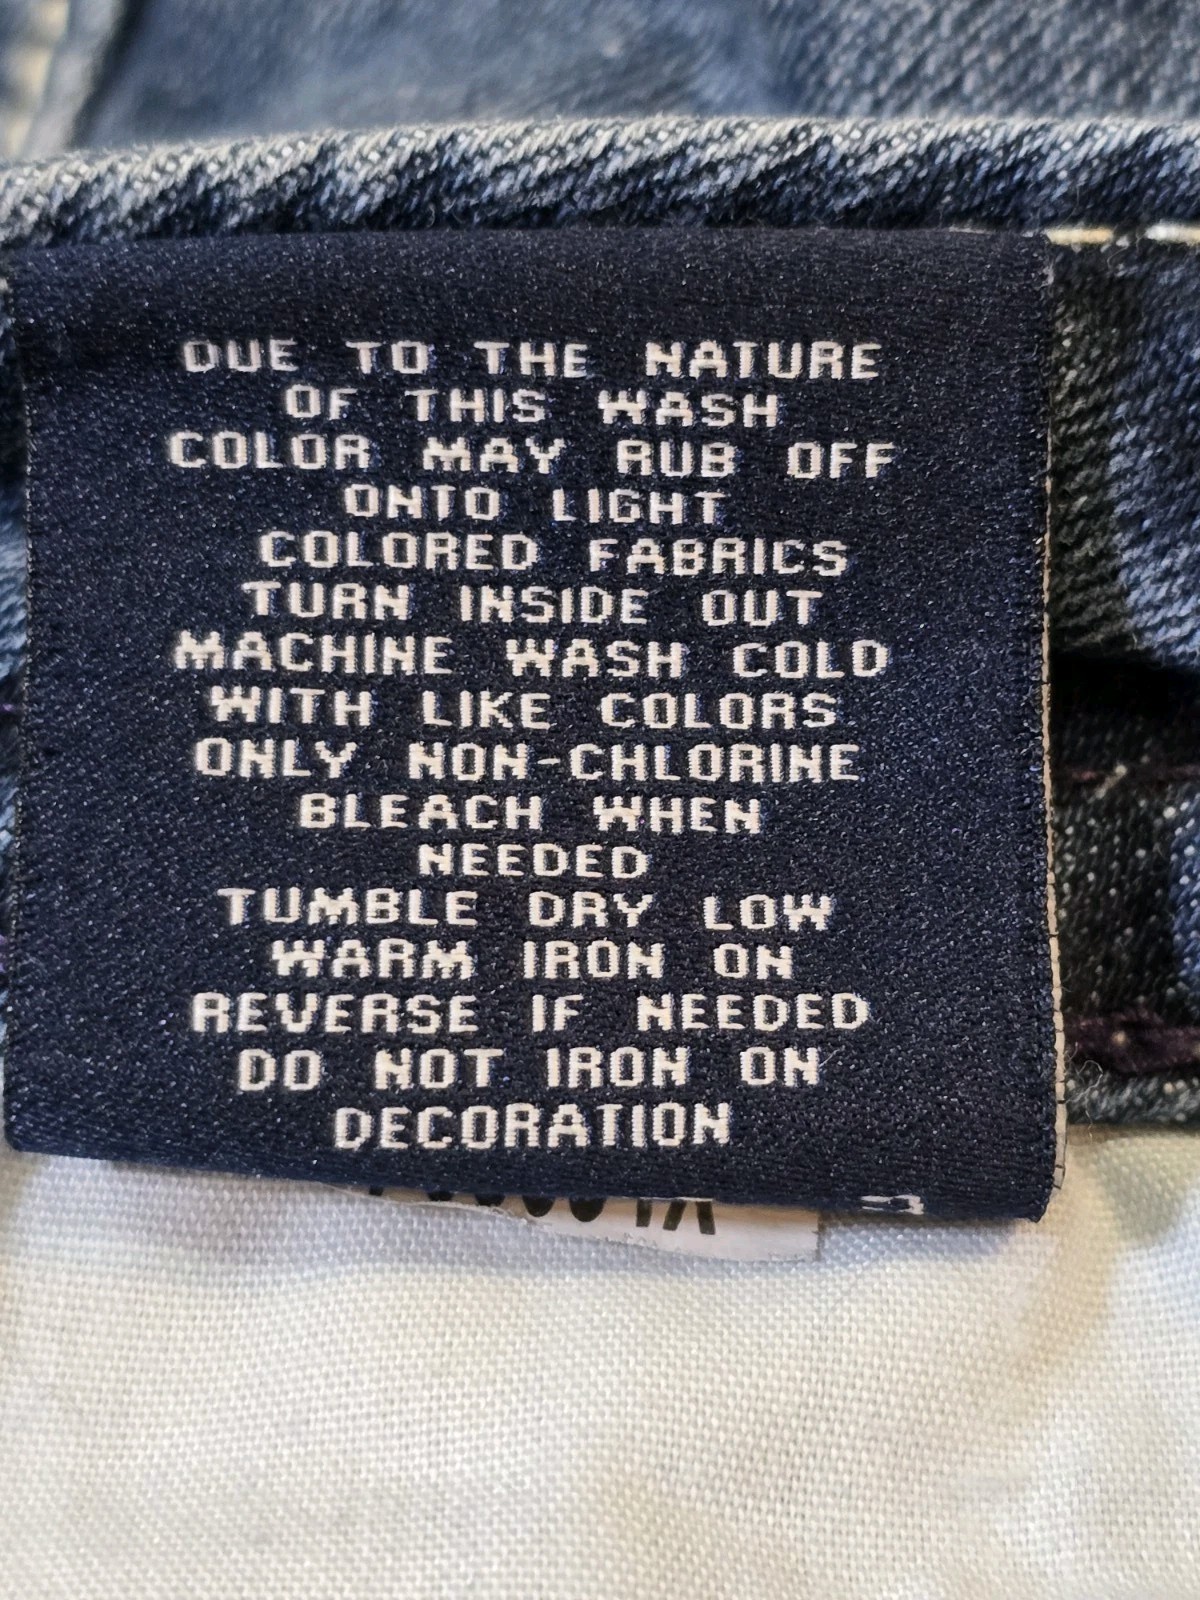 DUE TO THE NATURE
OF THIS WASH
COLOR MAY RUB OFF
ONTO LIGHT
COLORED FABRICS
TURN INSIDE OUT
MACHINE WASH COLD
WITH LIKE COLORS
ONLY NON-CHLORINE
BLEACH WHEN
NEEDED
TUMBLE DRY LOW
WARM IRON ON
REVERSE IF NEEDED
DO NOT IRON ON
DECORATION